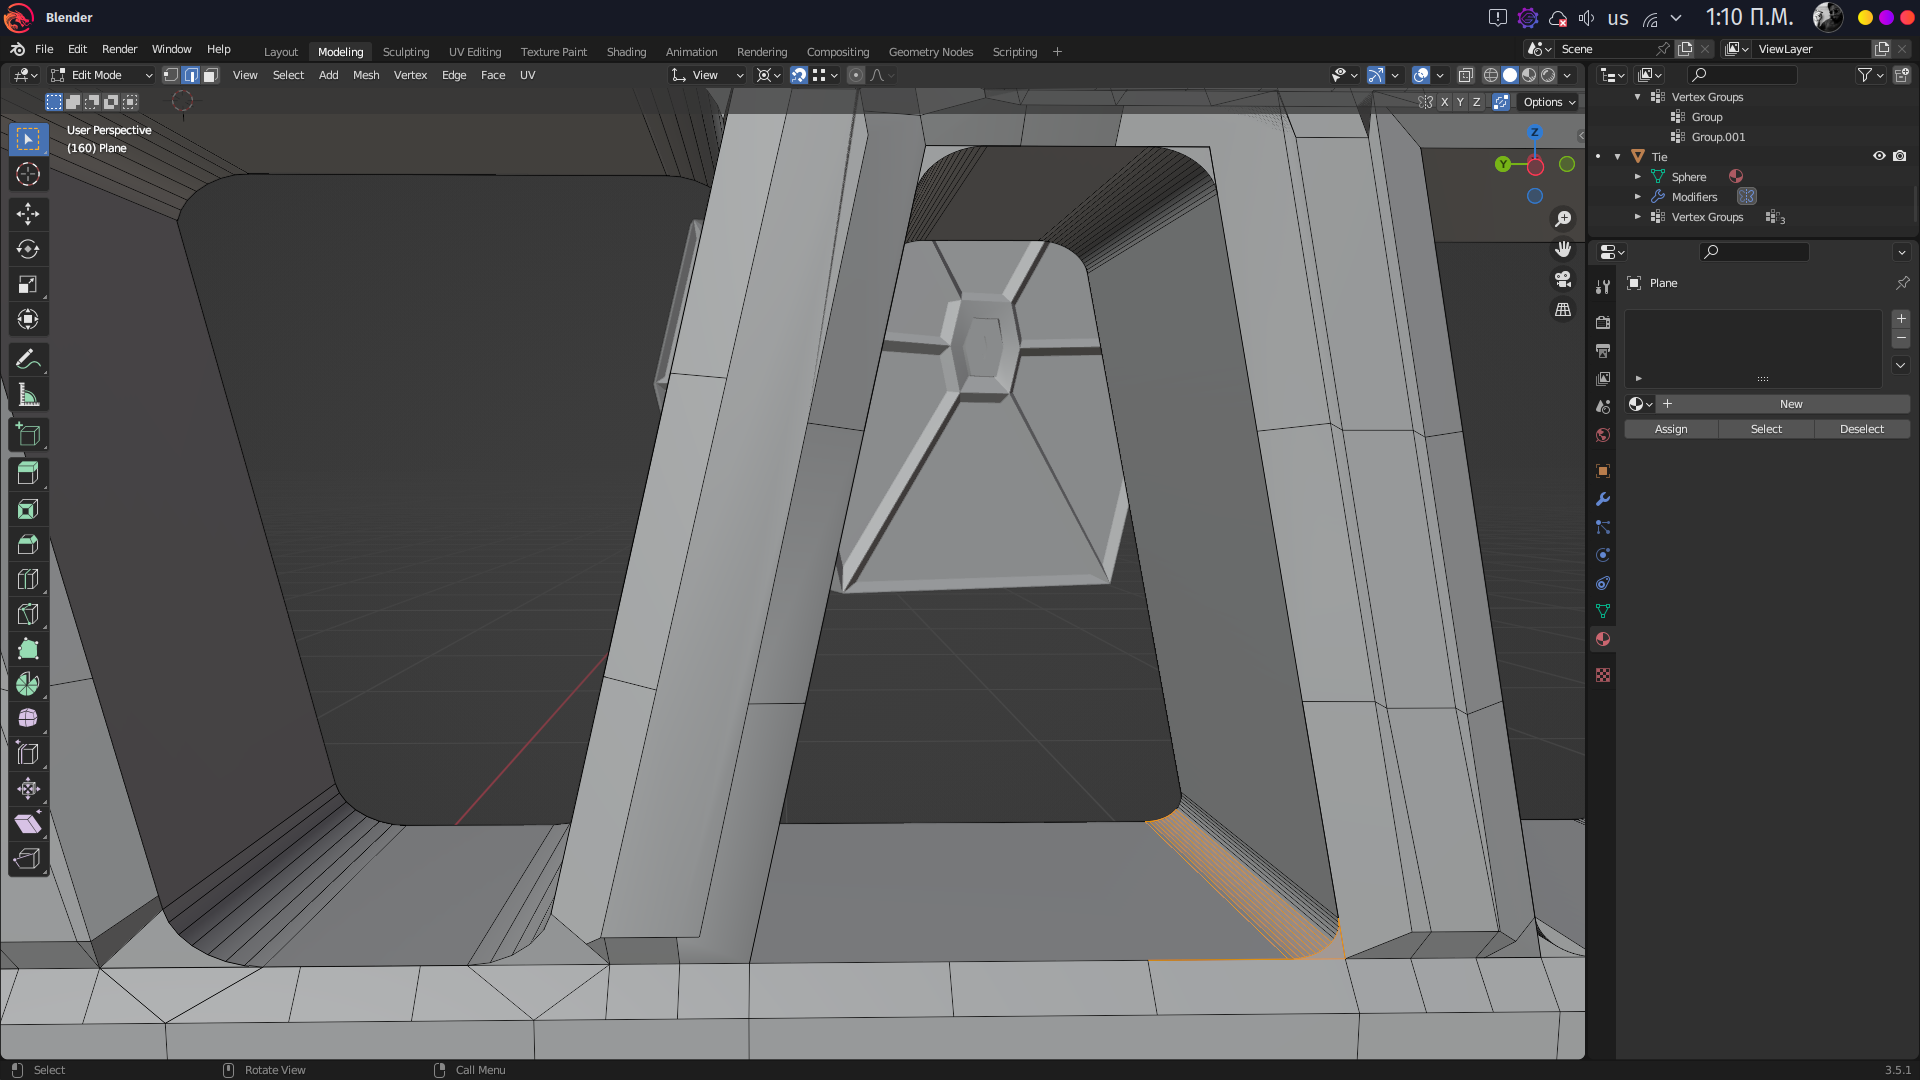 Blender
us
1:10 П.М.
File Edit Render Window Help
Layout Modeling Sculpting UV Editing Texture Paint Shading Animation Rendering Compositing Geometry Nodes Scripting +
Scene
ViewLayer
Edit Mode
View Select Add Mesh Vertex Edge Face UV
View
X Y Z
Options
User Perspective
(160) Plane
Z
Y
Vertex Groups
Group
Group.001
Tie
Sphere
Modifiers
Vertex Groups
3
Plane
New
Assign Select Deselect
Select
Rotate View
Call Menu
3.5.1